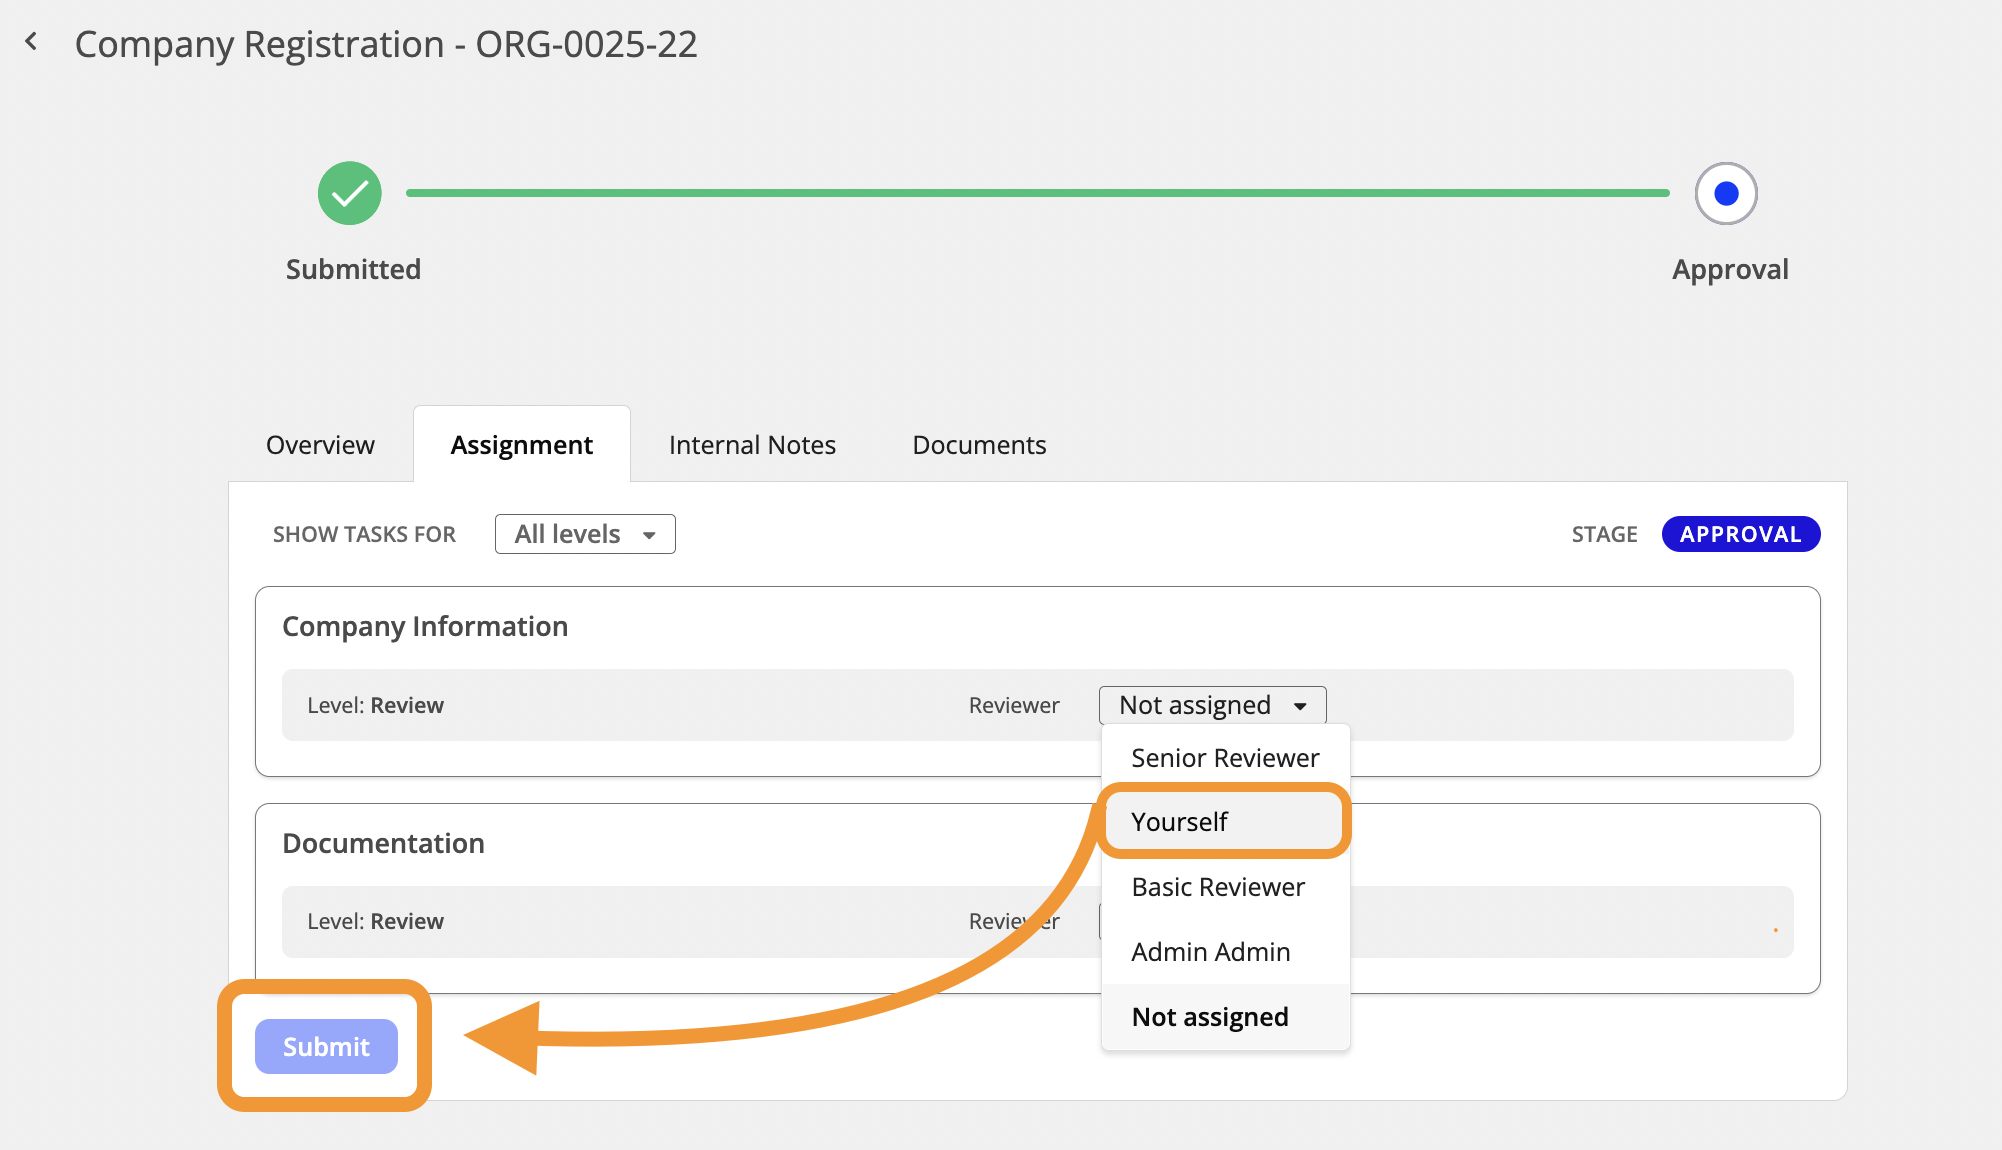 Company Registration - ORG-0025-22
Submitted
Approval
Overview
Assignment
Internal Notes
Documents
SHOW TASKS FOR
All levels
STAGE
APPROVAL
Company Information
Level: Review
Reviewer
Not assigned
Senior Reviewer
Yourself
Documentation
Basic Reviewer
Level: Review
Reviewer
Admin Admin
Not assigned
Submit